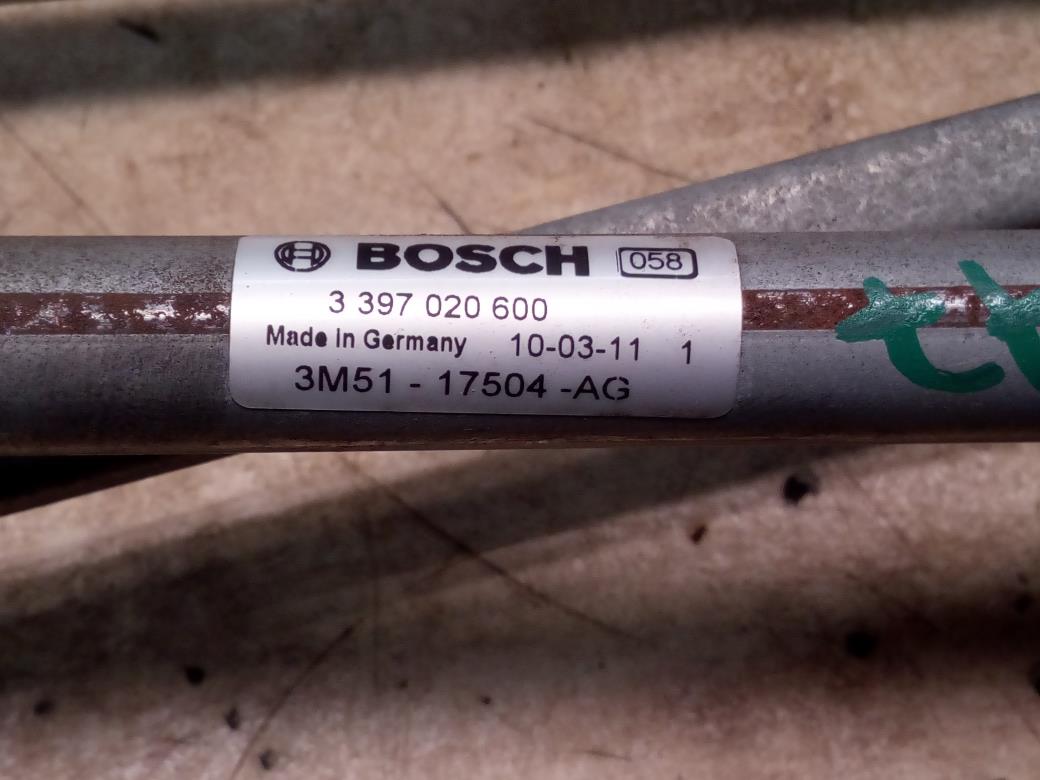 BOSCH 058
3 397 020 600
Made in Germany 10-03-11 1
3M51 - 17504 -AG